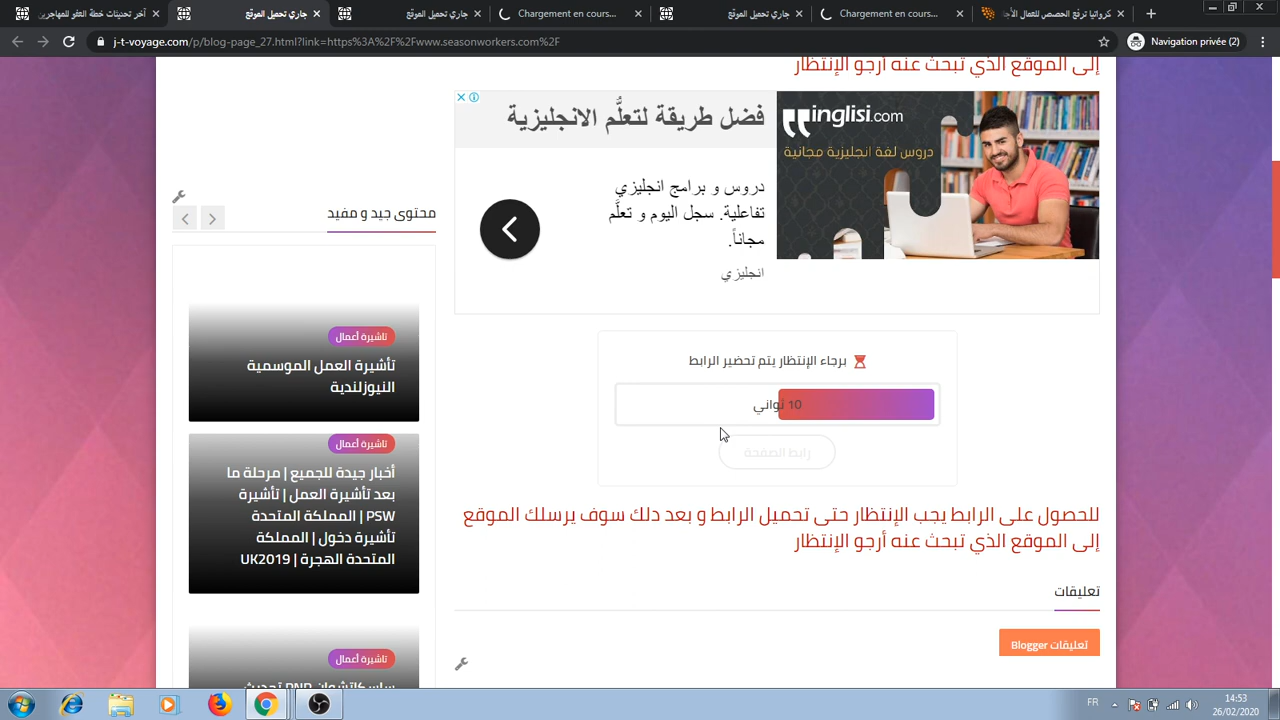 آخر تحديثات خطة العفو الهجرة
جاري تحميل الموقع
جاري تحميل الموقع
Chargement en cours...
جاري تحميل الموقع
Chargement en cours...
كرواتيا ترفع الحصص للعمال الأجا
j-t-voyage.com/p/blog-page_27.html?link=https%3A%2F%2Fwww.seasonworkers.com%2F
Navigation privée (2)
إلى الموقع الذي تبحث عنه أرجو الإنتظار
فضل طريقة لتعلُّم الانجليزية
inglisi.com
دروس لغة انجليزية مجانية
دروس و برامج انجليزي
تفاعلية. سجل اليوم و تعلَّم
مجاناً.
انجليزي
محتوى جيد و مفيد
تاشيرة أعمال
تأشيرة العمل الموسمية
النيوزلندية
تاشيرة أعمال
أخبار جيدة للجميع | مرحلة ما
بعد تأشيرة العمل | تأشيرة
PSW | المملكة المتحدة
تأشيرة دخول | المملكة
المتحدة الهجرة | UK2019
تاشيرة أعمال
برجاء الإنتظار يتم تحضير الرابط
10 ثواني
رابط الصفحة
للحصول على الرابط يجب الإنتظار حتى تحميل الرابط و بعد ذلك سوف يرسلك الموقع
إلى الموقع الذي تبحث عنه أرجو الإنتظار
تعليقات
تعليقات Blogger
FR
14:53
26/02/2020